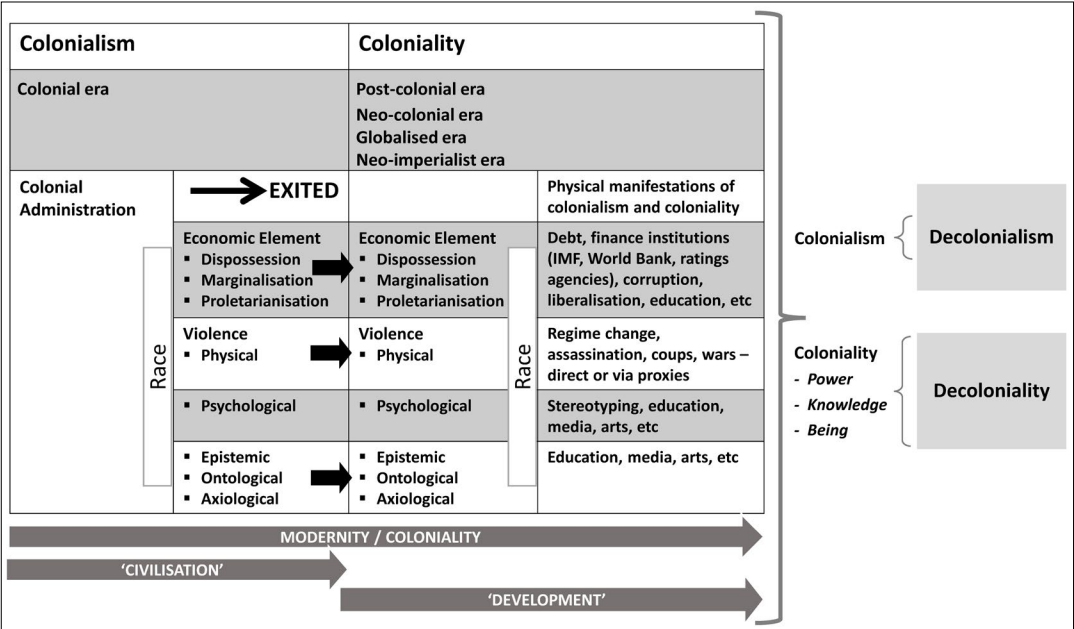 Colonialism
Coloniality
Colonial era
Post-colonial era
Neo-colonial era
Globalised era
Neo-imperialist era
Colonial
Administration
EXITED
Physical manifestations of
colonialism and coloniality
Race
Economic Element
▪ Dispossession
▪ Marginalisation
▪ Proletarianisation
Economic Element
▪ Dispossession
▪ Marginalisation
▪ Proletarianisation
Race
Debt, finance institutions
(IMF, World Bank, ratings
agencies), corruption,
liberalisation, education, etc
Violence
▪ Physical
Violence
▪ Physical
Regime change,
assassination, coups, wars –
direct or via proxies
▪ Psychological
▪ Psychological
Stereotyping, education,
media, arts, etc
▪ Epistemic
▪ Ontological
▪ Axiological
▪ Epistemic
▪ Ontological
▪ Axiological
Education, media, arts, etc
MODERNITY / COLONIALITY
'CIVILISATION'
'DEVELOPMENT'
Colonialism
Decolonialism
Coloniality
- Power
- Knowledge
- Being
Decoloniality